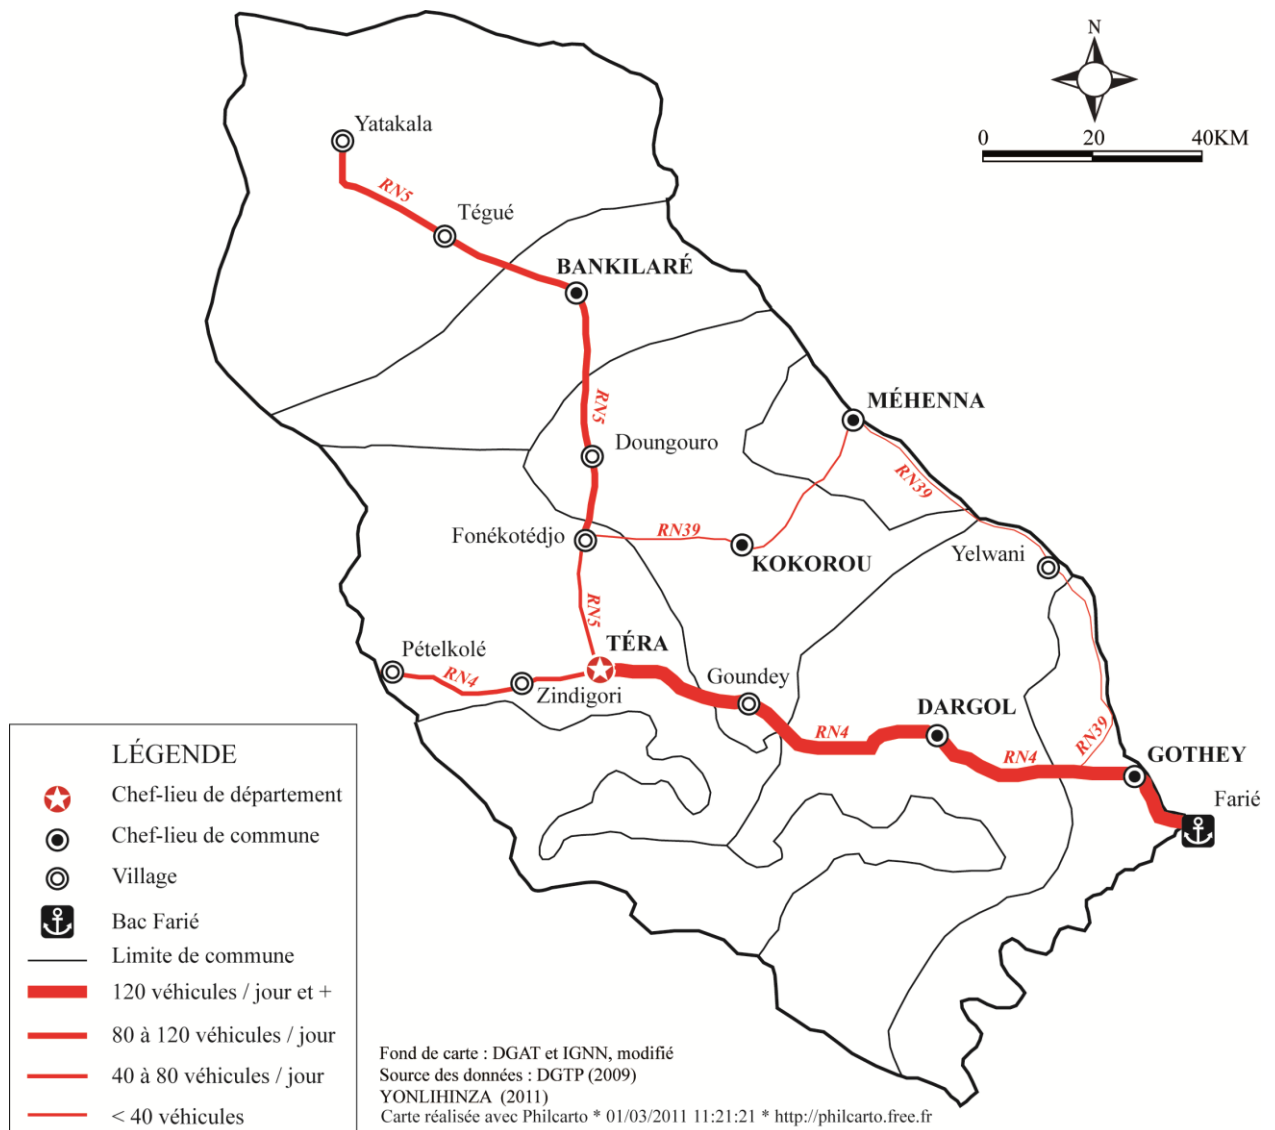 N
0 20 40KM
Yatakala
RN5
Tégué
BANKILARÉ
RN5
MÉHENNA
Doungouro
RN39
Fonékotédjo
RN39
KOKOROU
Yelwani
RN5
TÉRA
Pételkolé
RN4
Zindigori
Goundey
DARGOL
RN4
RN4
RN39
GOTHEY
Farié
LÉGENDE
Chef-lieu de département
Chef-lieu de commune
Village
Bac Farié
Limite de commune
120 véhicules / jour et +
80 à 120 véhicules / jour
40 à 80 véhicules / jour
< 40 véhicules
Fond de carte : DGAT et IGNN, modifié
Source des données : DGTP (2009)
YONLIHINZA (2011)
Carte réalisée avec Philcarto * 01/03/2011 11:21:21 * http://philcarto.free.fr